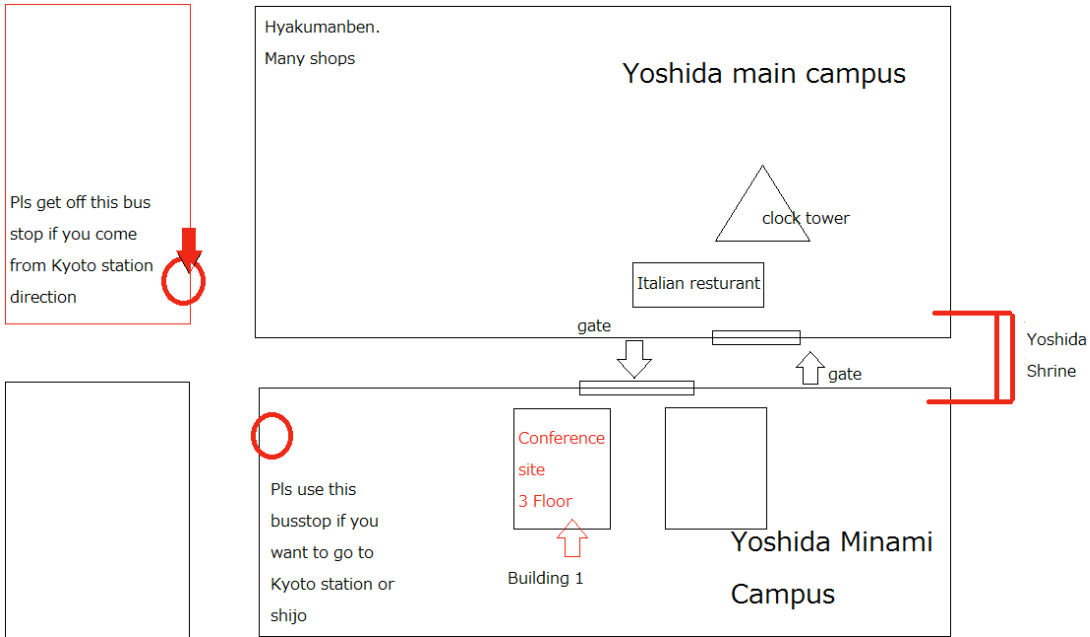 Hyakumanben.
Many shops
Yoshida main campus
Pls get off this bus
stop if you come
from Kyoto station
direction
clock tower
Italian resturant
gate
gate
Yoshida
Shrine
Conference
site
3 Floor
Building 1
Pls use this
busstop if you
want to go to
Kyoto station or
shijo
Yoshida Minami
Campus